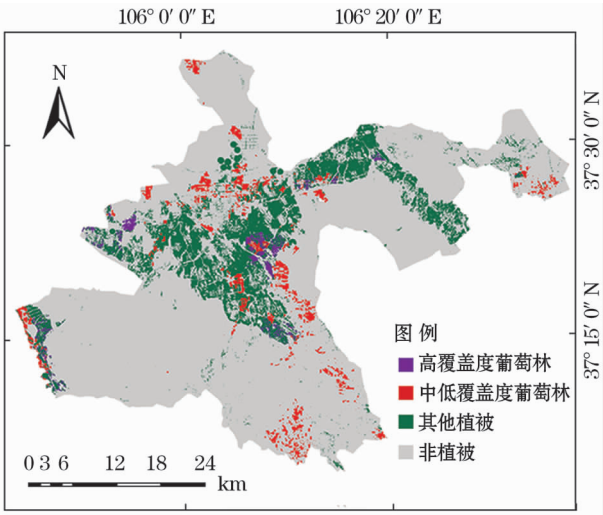 106° 0′ 0″ E
106° 20′ 0″ E
N
37° 30′ 0″ N
37° 15′ 0″ N
图 例
高覆盖度葡萄林
中低覆盖度葡萄林
其他植被
非植被
0 3 6 12 18 24
km